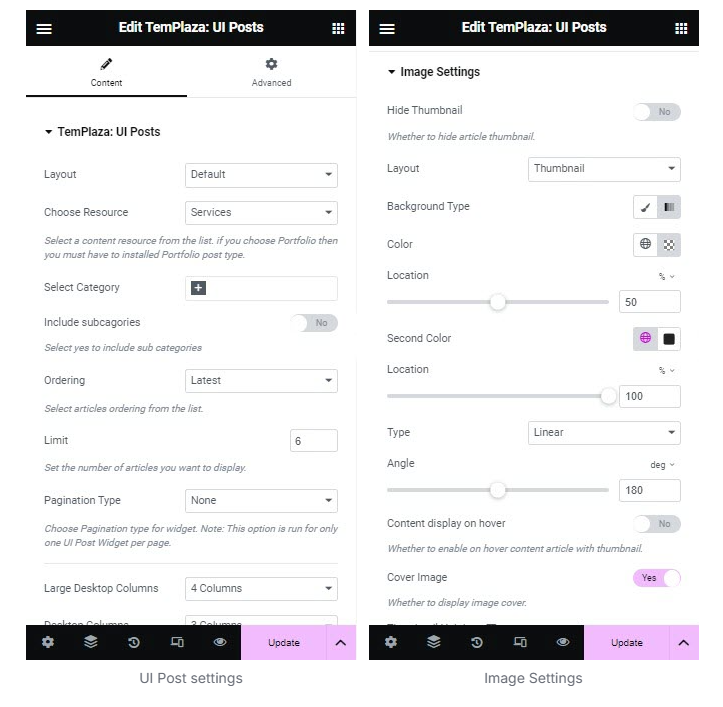 Edit TemPlaza: UI Posts
Content
Advanced
TemPlaza: UI Posts
Layout
Default
Choose Resource
Services
Select a content resource from the list. if you choose Portfolio then
you must have to installed Portfolio post type.
Select Category
Include subcagories
No
Select yes to include sub categories
Ordering
Latest
Select articles ordering from the list.
Limit
6
Set the number of articles you want to display.
Pagination Type
None
Choose Pagination type for widget. Note: This option is run for only
one UI Post Widget per page.
Large Desktop Columns
4 Columns
Desktop Columns
3 Columns
Update
UI Post settings
Edit TemPlaza: UI Posts
Image Settings
Hide Thumbnail
No
Whether to hide article thumbnail.
Layout
Thumbnail
Background Type
Color
Location
%
50
Second Color
Location
%
100
Type
Linear
Angle
deg
180
Content display on hover
No
Whether to enable on hover content article with thumbnail.
Cover Image
Yes
Whether to display image cover.
Update
Image Settings